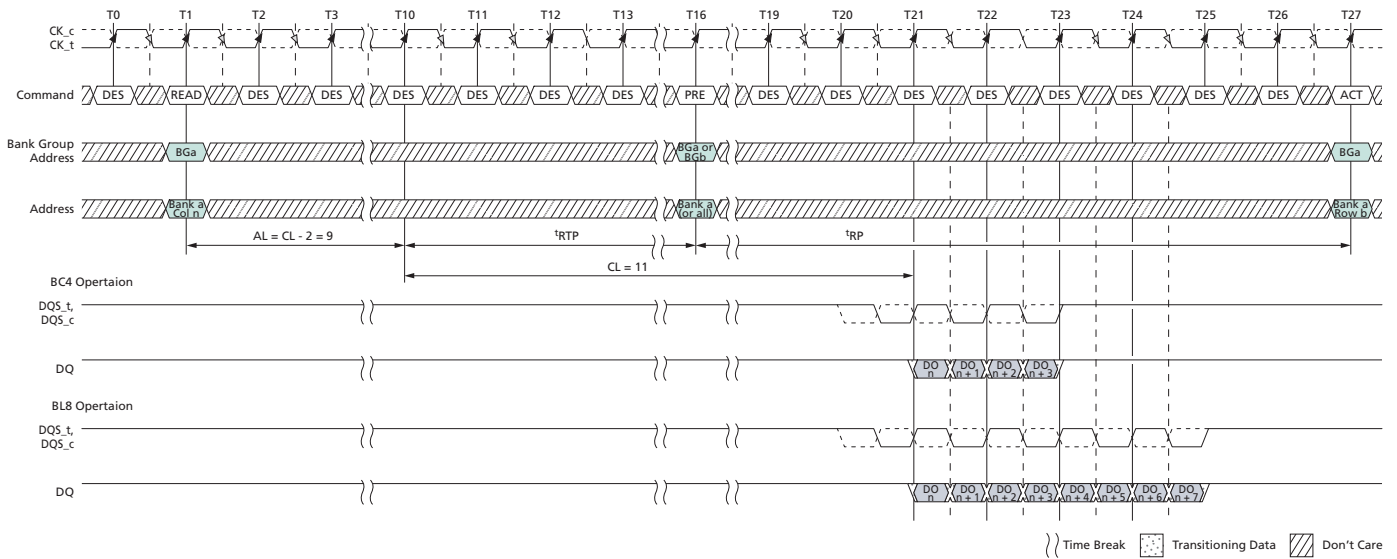 T0 T1 T2 T3 T10 T11 T12 T13 T16 T19 T20 T21 T22 T23 T24 T25 T26 T27
CK_c
CK_t
Command DES READ DES DES DES DES DES DES PRE DES DES DES DES DES DES DES DES ACT
Bank Group
Address
BGa
BGa or
BGb
BGa
Address
Bank a
Col n
Bank a
(or all)
Bank a
Row b
AL = CL - 2 = 9
tRTP
tRP
CL = 11
BC4 Opertaion
DQS_t,
DQS_c
DQ
DO
n
DO
n + 1
DO
n + 2
DO
n + 3
BL8 Opertaion
DQS_t,
DQS_c
DQ
DO
n
DO
n + 1
DO
n + 2
DO
n + 3
DO
n + 4
DO
n + 5
DO
n + 6
DO
n + 7
Time Break Transitioning Data Don't Care